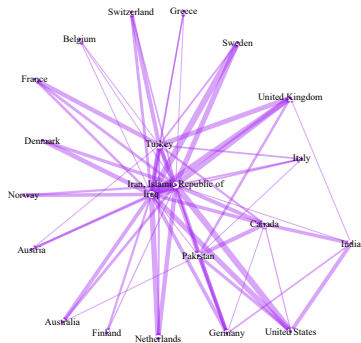 Switzerland
Greece
Belgium
Sweden
France
United Kingdom
Denmark
Turkey
Italy
Iran, Islamic Republic of
Norway
Iraq
Canada
Austria
Pakistan
India
Australia
Finland
Netherlands
Germany
United States